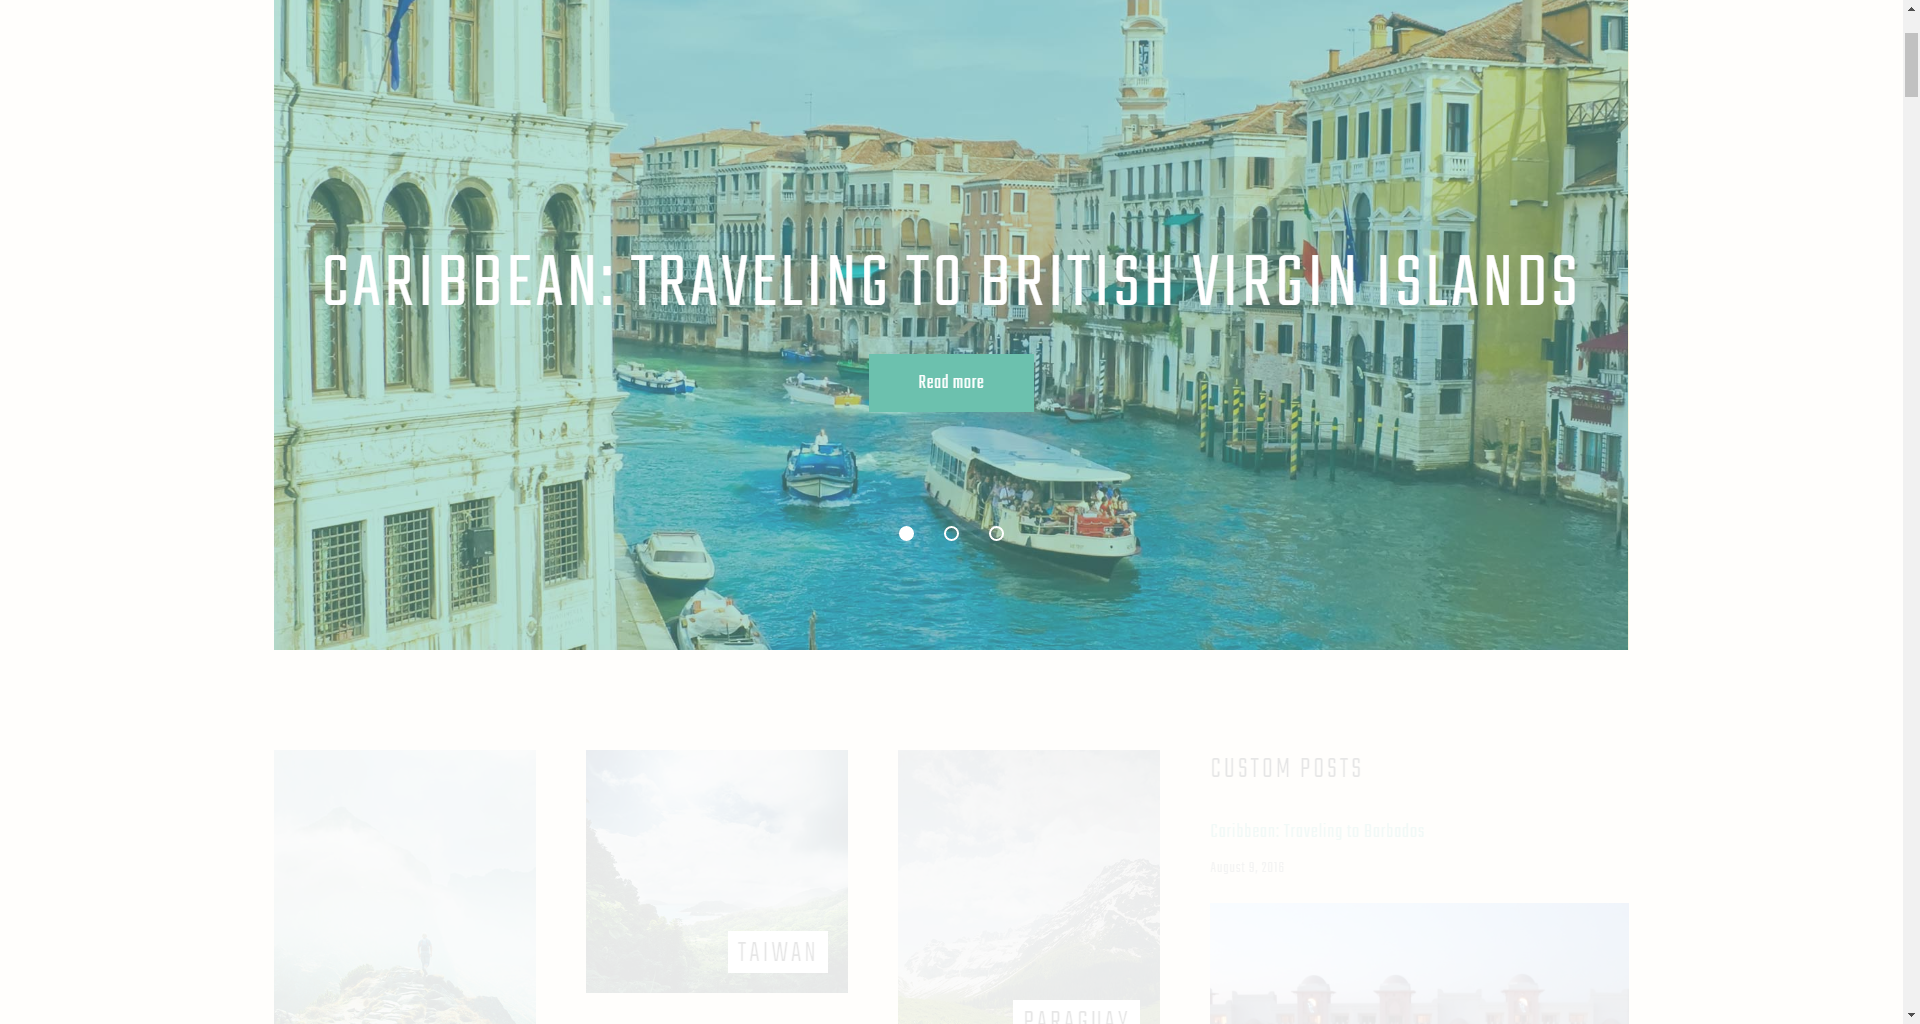 CARIBBEAN: TRAVELING TO BRITISH VIRGIN ISLANDS
Read more
CUSTOM POSTS
Caribbean: Traveling to Barbados
August 8, 2016
TAIWAN
PARAGUAY